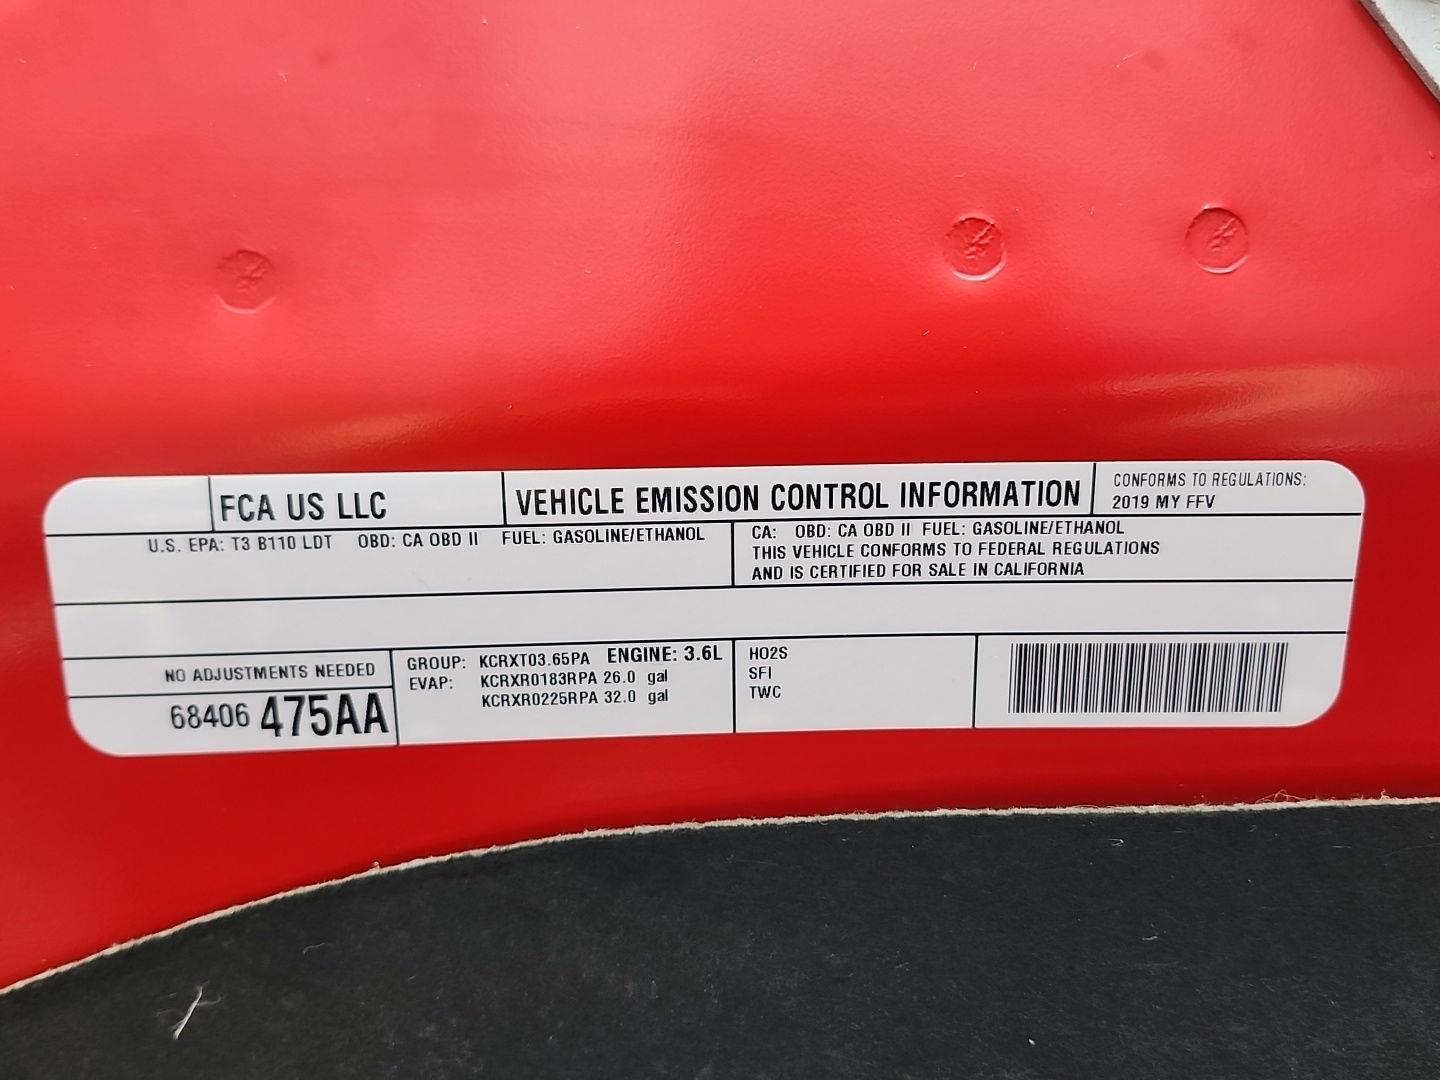 FCA US LLC
VEHICLE EMISSION CONTROL INFORMATION
CONFORMS TO REGULATIONS:
2019 MY FFV
U.S. EPA: T3 B110 LDT OBD: CA OBD II FUEL: GASOLINE/ETHANOL
CA: OBD: CA OBD II FUEL: GASOLINE/ETHANOL
THIS VEHICLE CONFORMS TO FEDERAL REGULATIONS
AND IS CERTIFIED FOR SALE IN CALIFORNIA
NO ADJUSTMENTS NEEDED
68406 475AA
GROUP: KCRXT03.65PA ENGINE: 3.6L
EVAP: KCRXR0183RPA 26.0 gal
KCRXR0225RPA 32.0 gal
HO2S
SFI
TWC